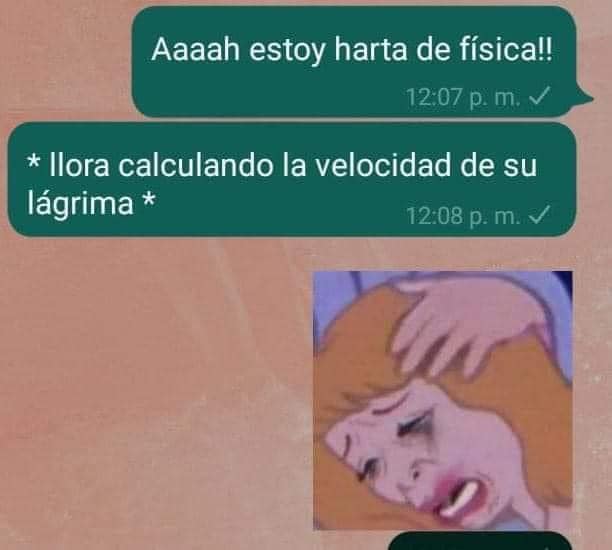 Aaaah estoy harta de física!!
12:07 p. m. ✓
* llora calculando la velocidad de su
lágrima *
12:08 p. m. ✓